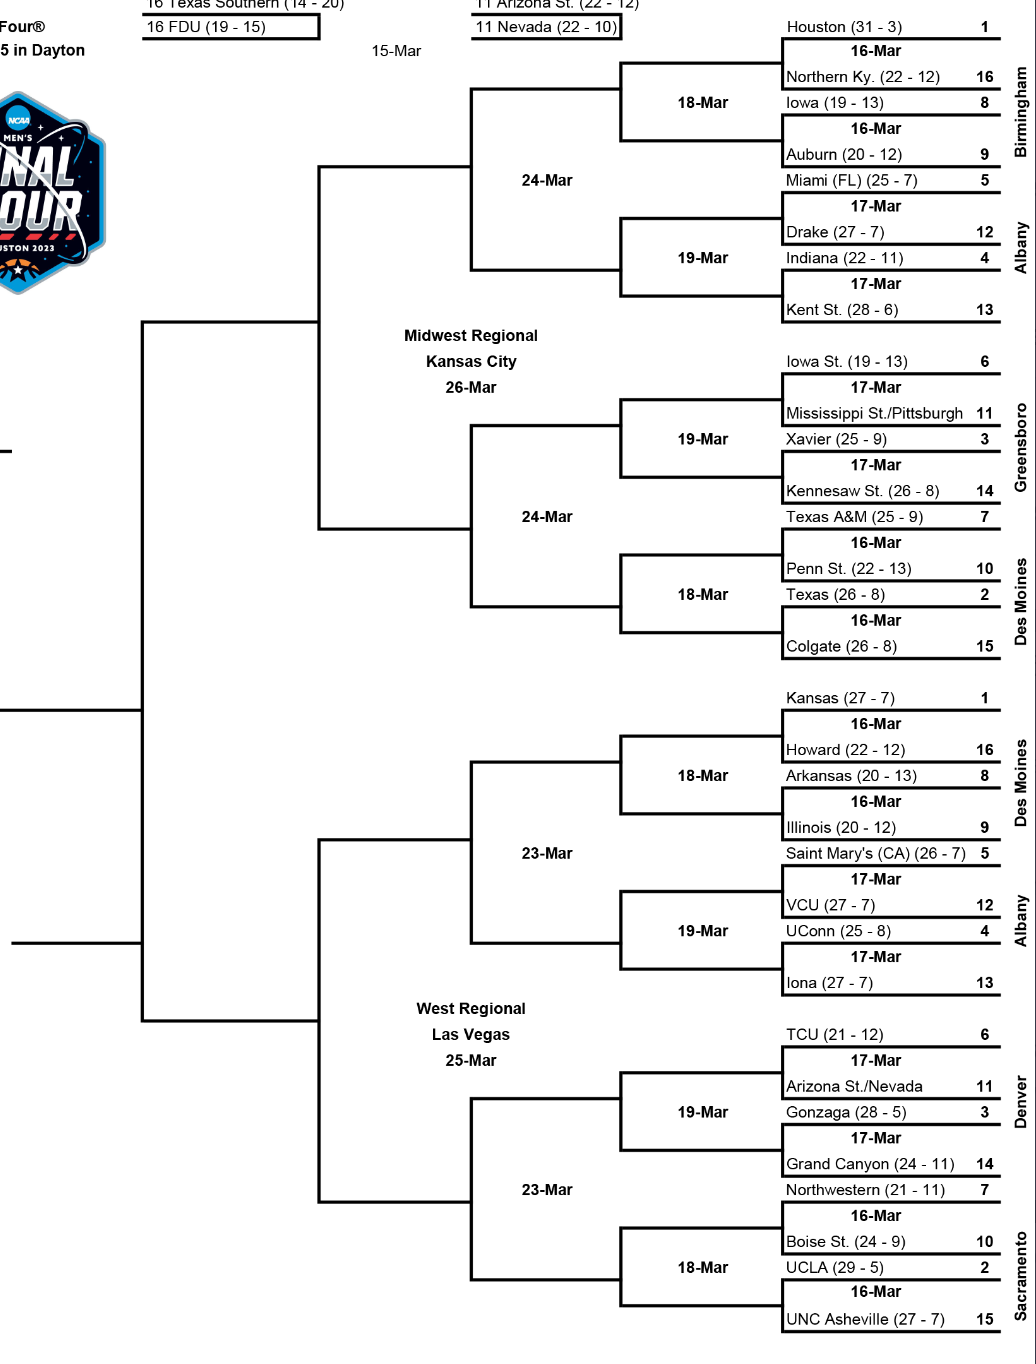 16 Texas Southern (14 - 20)
11 Arizona St. (22 - 12)
Four®
16 FDU (19 - 15)
11 Nevada (22 - 10)
5 in Dayton
15-Mar
NCAA
MEN'S
NAL
OUR
USTON 2023
Houston (31 - 3) 1
16-Mar
Northern Ky. (22 - 12) 16
18-Mar
Iowa (19 - 13) 8
16-Mar
Auburn (20 - 12) 9
Birmingham
24-Mar
Miami (FL) (25 - 7) 5
17-Mar
Drake (27 - 7) 12
19-Mar
Indiana (22 - 11) 4
17-Mar
Kent St. (28 - 6) 13
Albany
Midwest Regional
Kansas City
26-Mar
Iowa St. (19 - 13) 6
17-Mar
Mississippi St./Pittsburgh 11
19-Mar
Xavier (25 - 9) 3
17-Mar
Kennesaw St. (26 - 8) 14
Greensboro
24-Mar
Texas A&M (25 - 9) 7
16-Mar
Penn St. (22 - 13) 10
18-Mar
Texas (26 - 8) 2
16-Mar
Colgate (26 - 8) 15
Des Moines
Kansas (27 - 7) 1
16-Mar
Howard (22 - 12) 16
18-Mar
Arkansas (20 - 13) 8
16-Mar
Illinois (20 - 12) 9
Des Moines
23-Mar
Saint Mary's (CA) (26 - 7) 5
17-Mar
VCU (27 - 7) 12
19-Mar
UConn (25 - 8) 4
17-Mar
Iona (27 - 7) 13
Albany
West Regional
Las Vegas
25-Mar
TCU (21 - 12) 6
17-Mar
Arizona St./Nevada 11
19-Mar
Gonzaga (28 - 5) 3
17-Mar
Grand Canyon (24 - 11) 14
Denver
23-Mar
Northwestern (21 - 11) 7
16-Mar
Boise St. (24 - 9) 10
18-Mar
UCLA (29 - 5) 2
16-Mar
UNC Asheville (27 - 7) 15
Sacramento